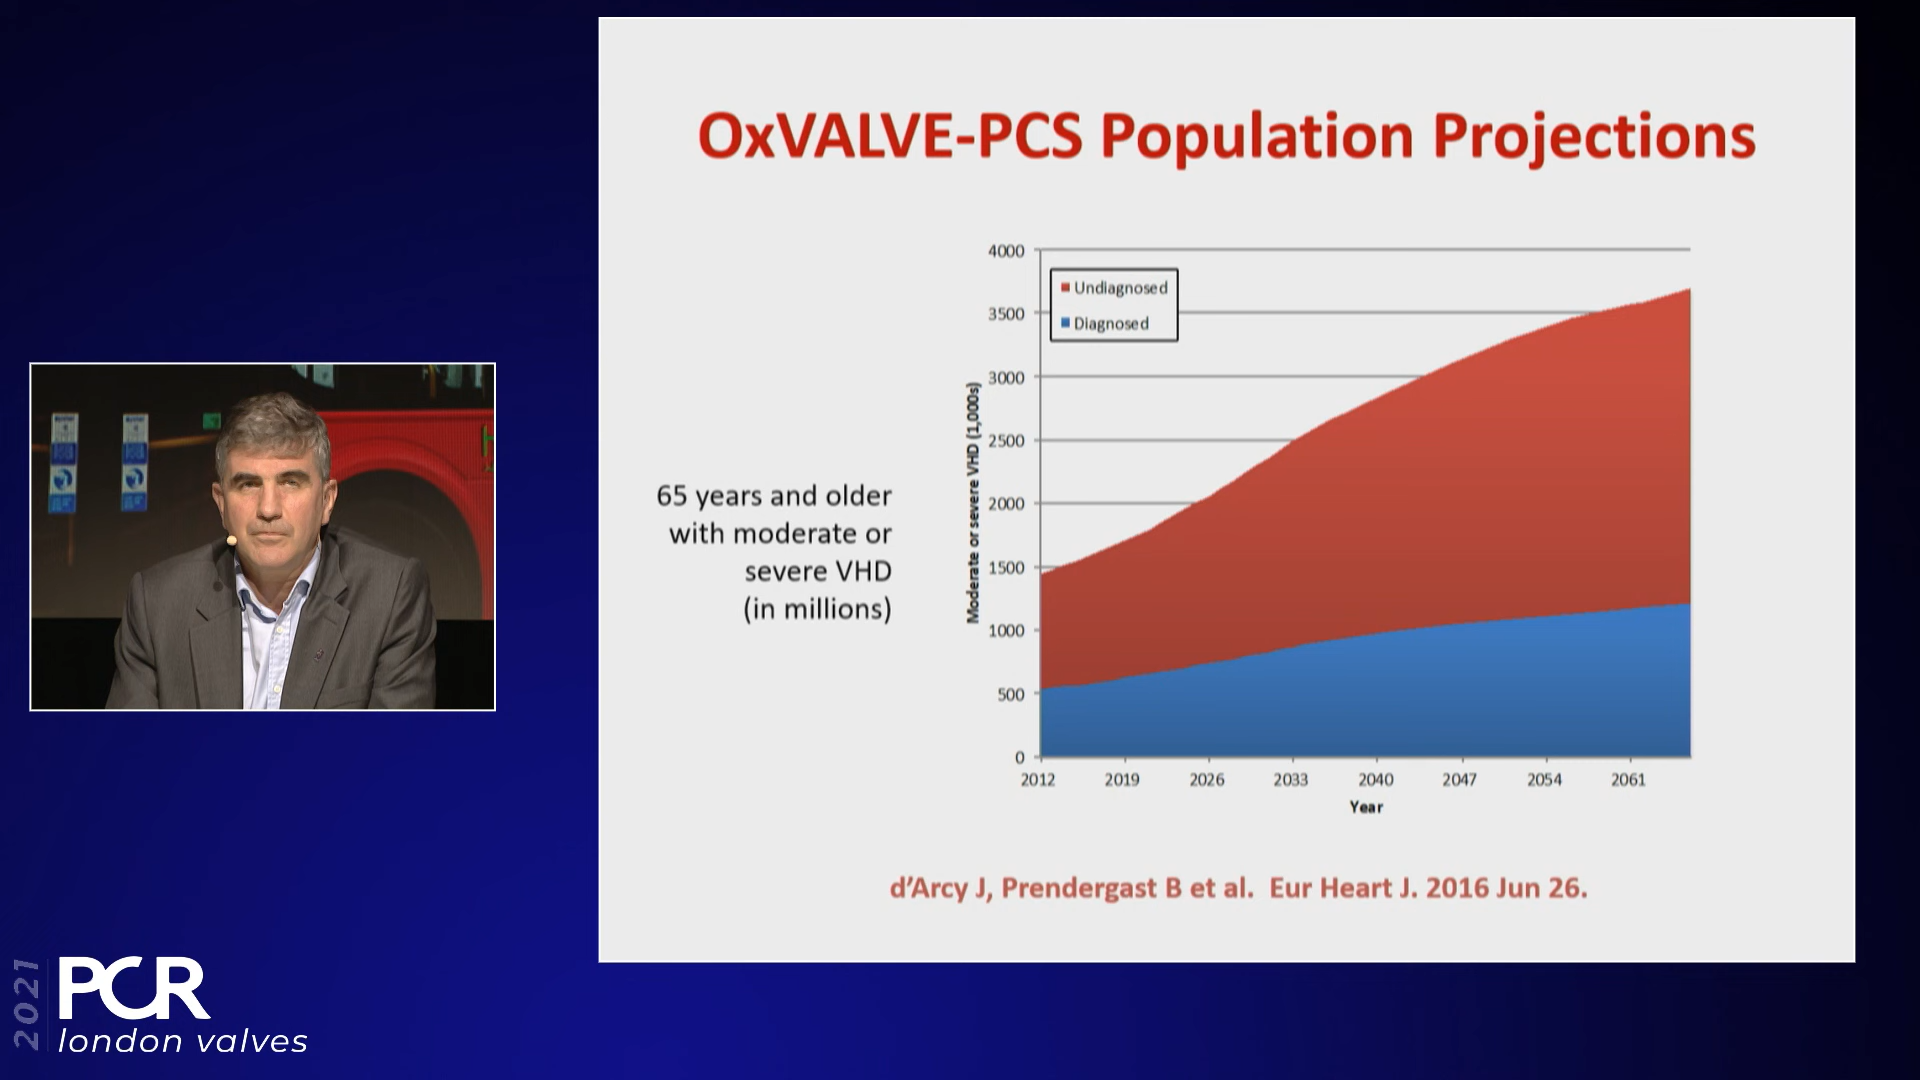 OxVALVE-PCS Population Projections
65 years and older
with moderate or
severe VHD
(in millions)
Moderate or severe VHD (1,000s)
4000
3500
3000
2500
2000
1500
1000
500
0
Undiagnosed
Diagnosed
2012 2019 2026 2033 2040 2047 2054 2061
Year
d'Arcy J, Prendergast B et al. Eur Heart J. 2016 Jun 26.
2021
PCR
london valves